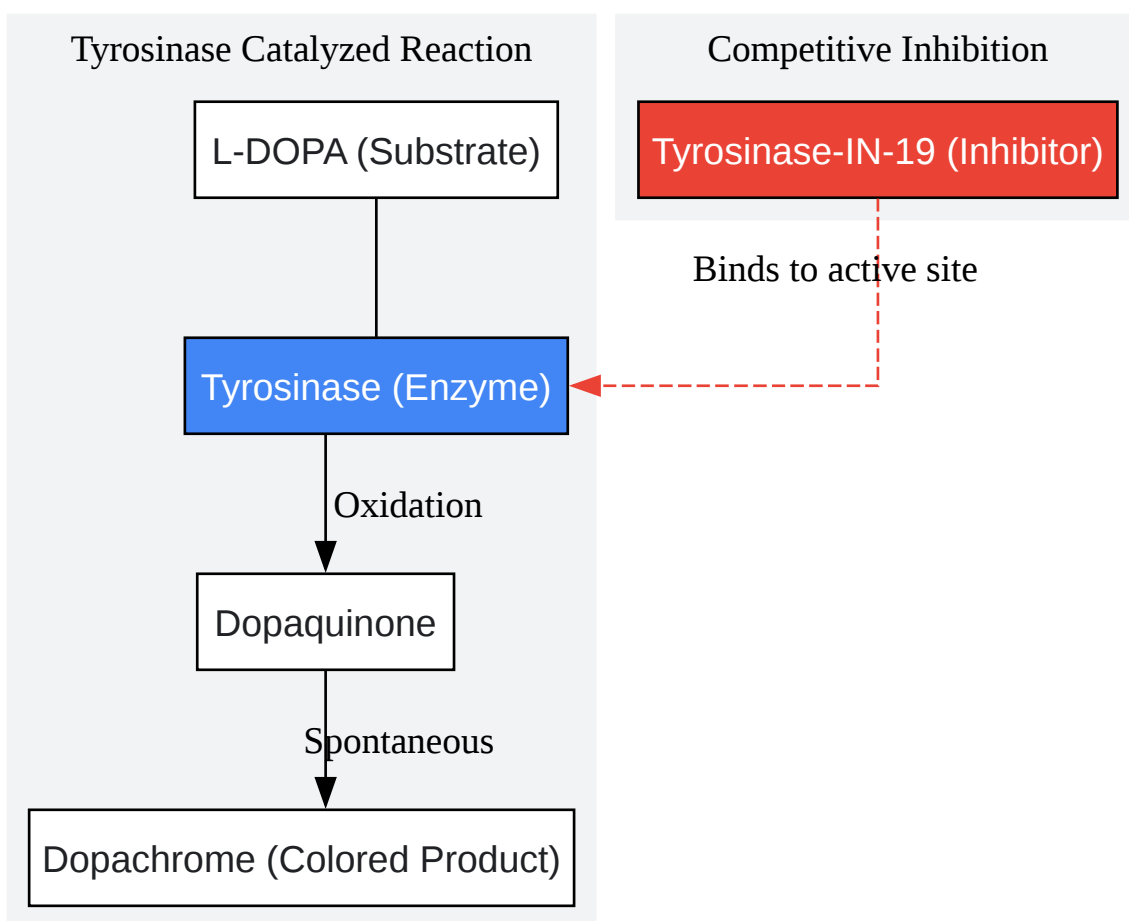 Tyrosinase Catalyzed Reaction
L-DOPA (Substrate)
Tyrosinase (Enzyme)
Oxidation
Dopaquinone
Spontaneous
Dopachrome (Colored Product)
Competitive Inhibition
Tyrosinase-IN-19 (Inhibitor)
Binds to active site